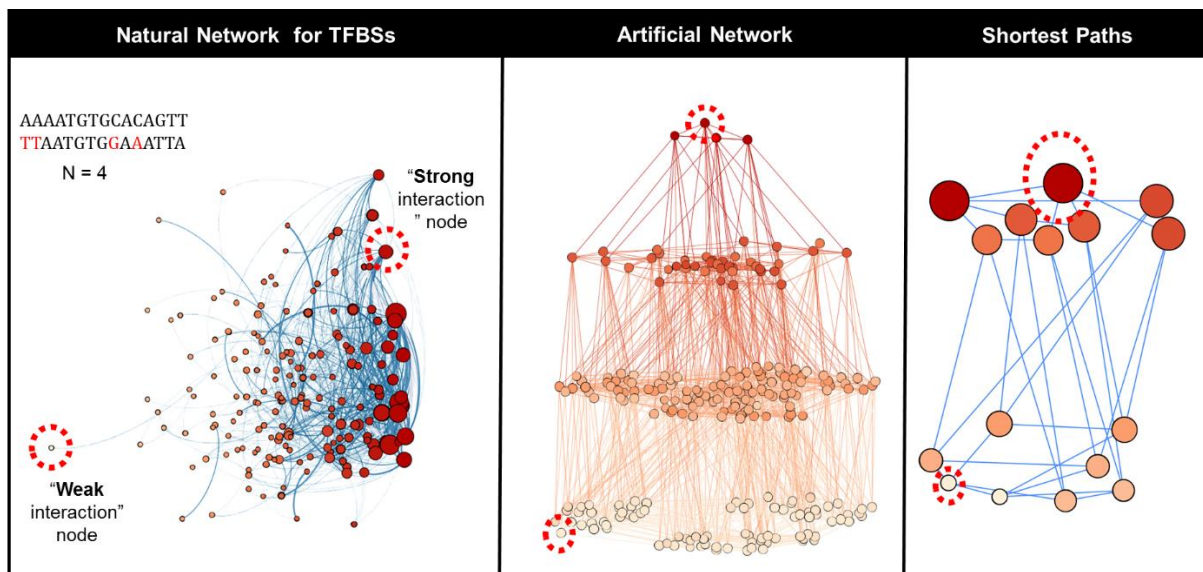 Natural Network for TFBSs
Artificial Network
Shortest Paths
AAAATGTGCACAGTT
TTAATGTGGAAATTA
N = 4
“Strong
interaction
” node
“Weak
interaction”
node